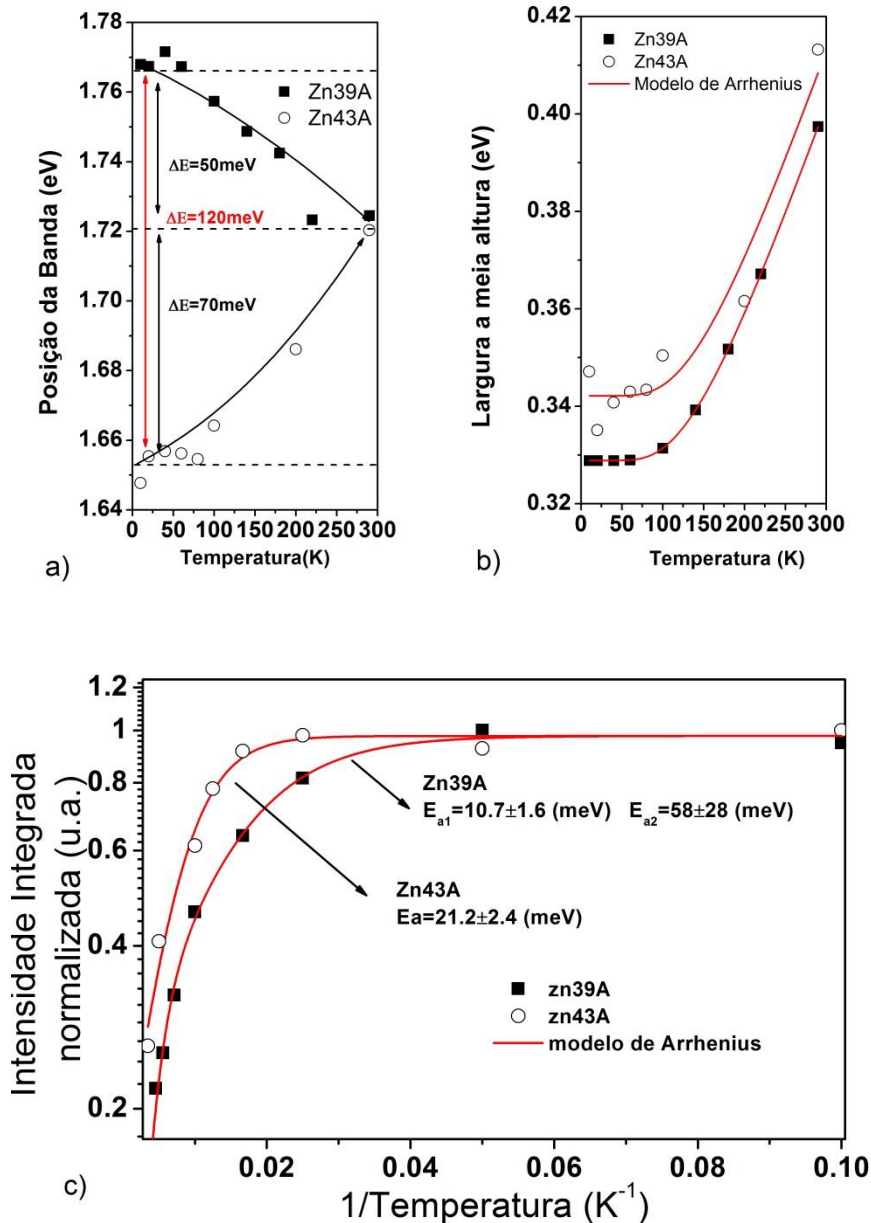 1.78
1.76
1.74
1.72
1.70
1.68
1.66
1.64
Posição da Banda (eV)
Zn39A
Zn43A
ΔE=50meV
ΔE=120meV
ΔE=70meV
0 50 100 150 200 250 300
Temperatura(K)
a)
0.42
0.40
0.38
0.36
0.34
0.32
Largura a meia altura (eV)
Zn39A
Zn43A
Modelo de Arrhenius
0 50 100 150 200 250 300
Temperatura (K)
b)
1.2
1
0.8
0.6
0.4
0.2
Intensidade Integrada
normalizada (u.a.)
Zn39A
Ea1=10.7±1.6 (meV) Ea2=58±28 (meV)
Zn43A
Ea=21.2±2.4 (meV)
zn39A
zn43A
modelo de Arrhenius
0.02 0.04 0.06 0.08 0.10
1/Temperatura (K-1)
c)